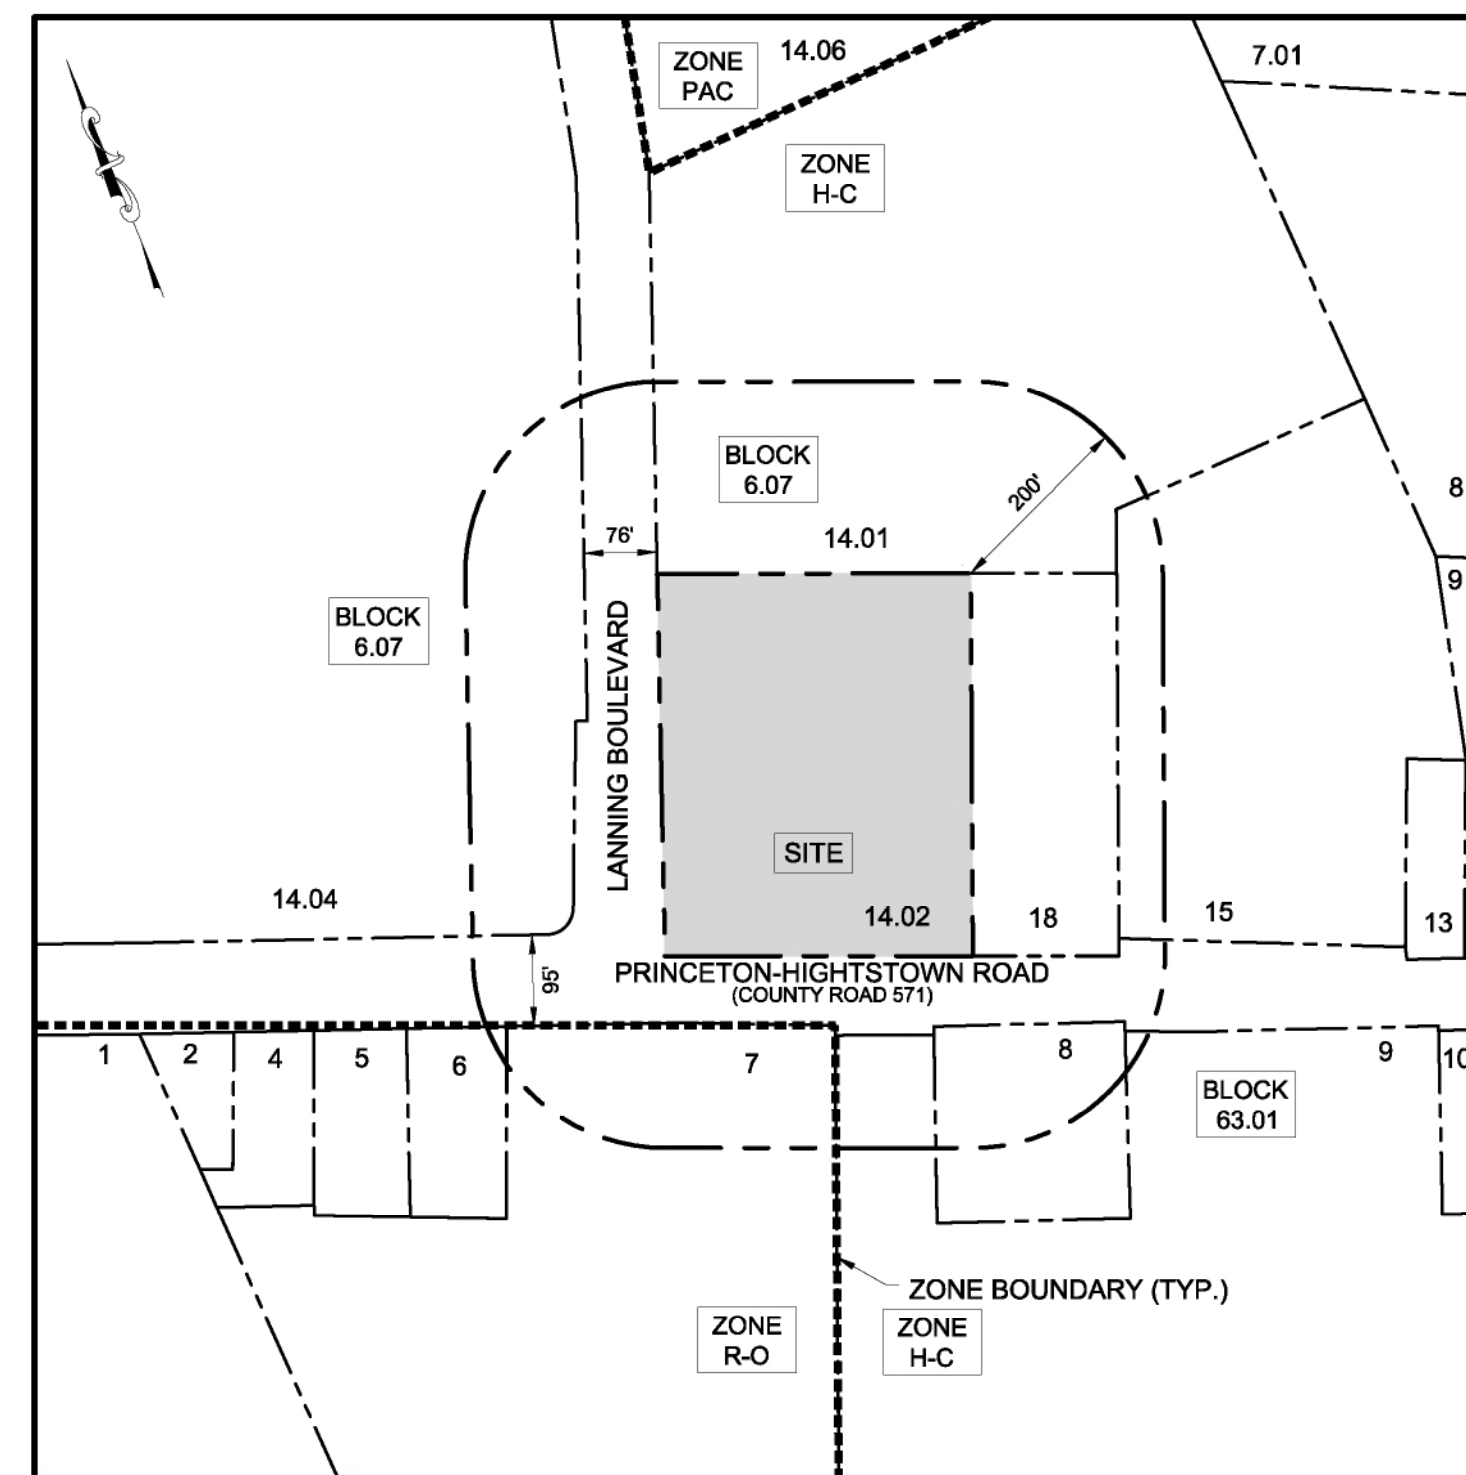 ZONE
PAC
14.06
7.01
ZONE
H-C
BLOCK
6.07
200'
8
76'
14.01
9
BLOCK
6.07
LANNING BOULEVARD
SITE
14.04
14.02
18
15
13
95'
PRINCETON-HIGHTSTOWN ROAD
(COUNTY ROAD 571)
1
2
4
5
6
7
8
9
10
BLOCK
63.01
ZONE BOUNDARY (TYP.)
ZONE
R-O
ZONE
H-C